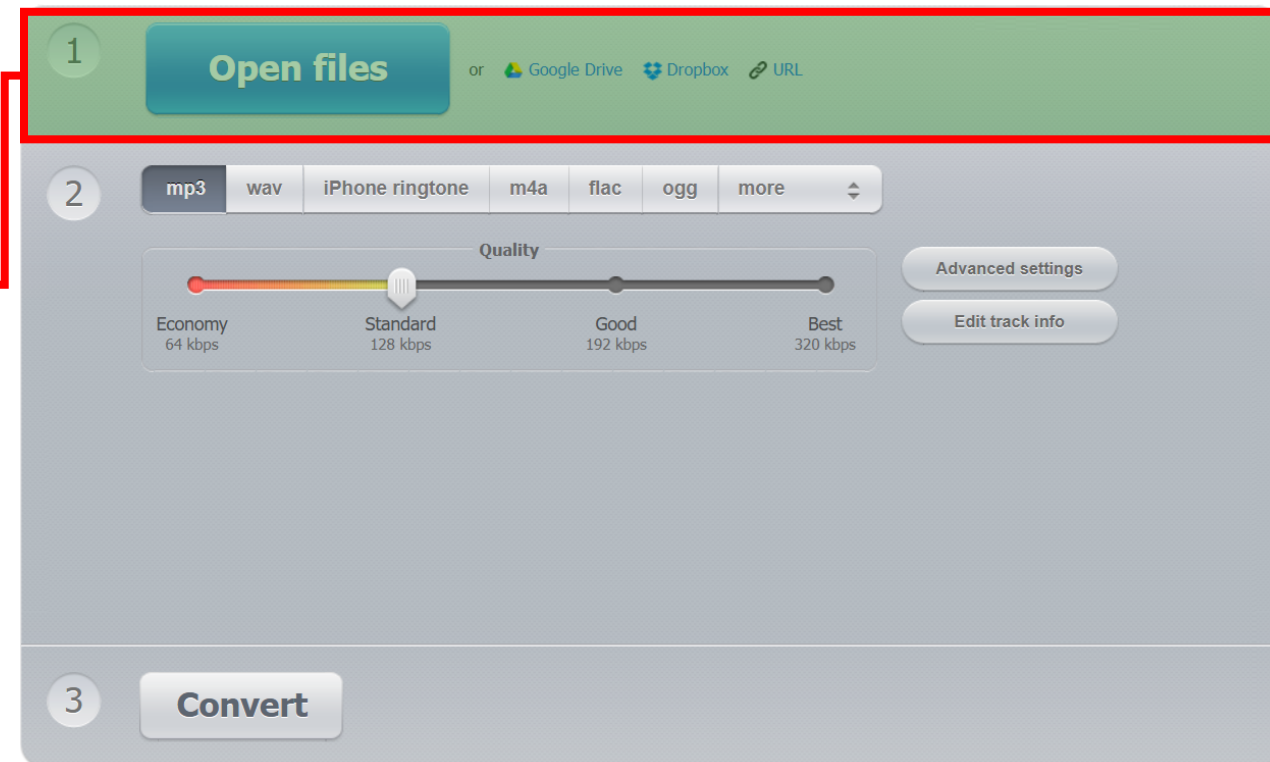 1
Open files or Google Drive Dropbox URL
2
mp3 wav iPhone ringtone m4a flac ogg more
Quality
Economy Standard Good Best
64 kbps 128 kbps 192 kbps 320 kbps
Advanced settings
Edit track info
3
Convert